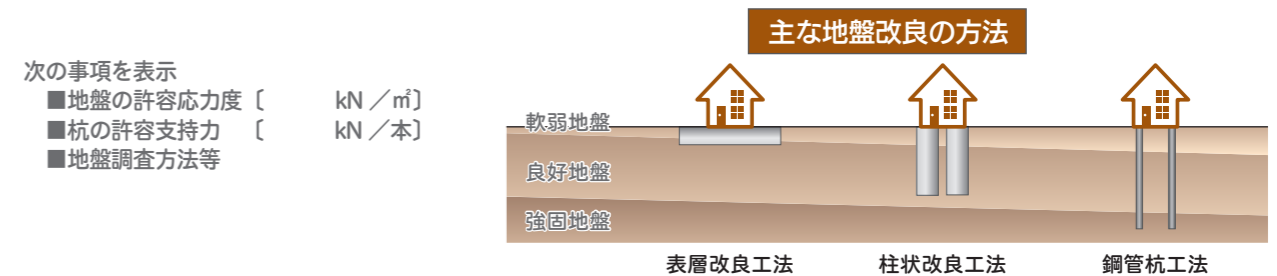 次の事項を表示
■地盤の許容応力度〔　　　kN／㎡〕
■杭の許容支持力　〔　　　kN／本〕
■地盤調査方法等
主な地盤改良の方法
軟弱地盤
良好地盤
強固地盤
表層改良工法
柱状改良工法
鋼管杭工法